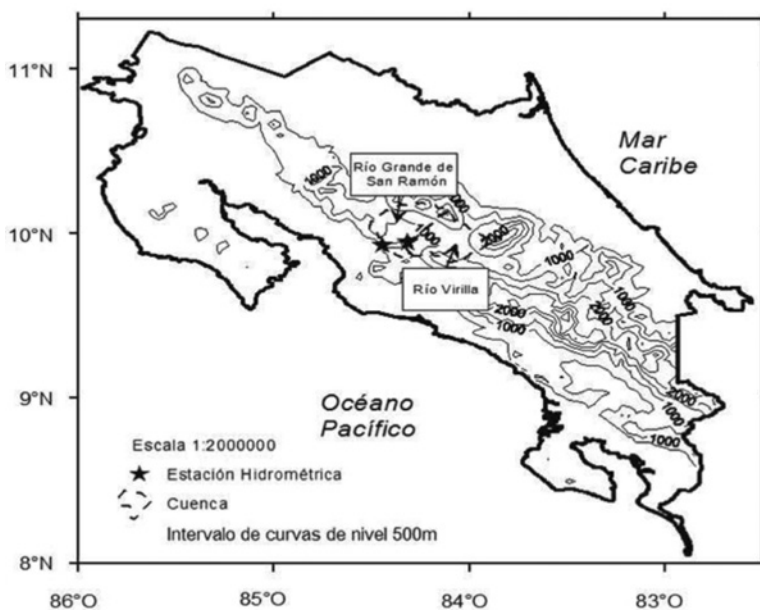 11°N
10°N
9°N
8°N
86°O
85°O
84°O
83°O
Mar
Caribe
Río Grande de
San Ramón
1000
1000
2000
1000
1000
Río Virilla
2000
1000
2000
2000
1000
1000
Océano
Pacífico
Escala 1:2000000
Estación Hidrométrica
Cuenca
Intervalo de curvas de nivel 500m